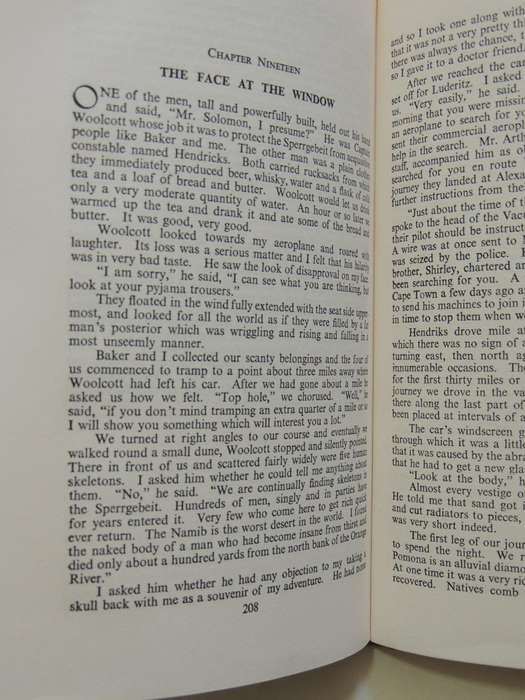 CHAPTER NINETEEN
THE FACE AT THE WINDOW
ONE of the men, tall and powerfully built, held out his hand
and said, “Mr. Solomon, I presume?” He was Captain
Woolcott whose job it was to protect the Sperrgebeit from acquisitive
people like Baker and me. The other man was a plain clothes
constable named Hendricks. Both carried rucksacks from which
they immediately produced beer, whisky, water and a flask of cold
tea and a loaf of bread and butter. Woolcott would let us drink
only a very moderate quantity of water. An hour or so later we
warmed up the tea and drank it and ate some of the bread and
butter. It was good, very good.
Woolcott looked towards my aeroplane and roared with
laughter. Its loss was a serious matter and I felt that his hilarity
was in very bad taste. He saw the look of disapproval on my face.
“I am sorry,” he said, “I can see what you are thinking, but
look at your pyjama trousers.”
They floated in the wind fully extended with the seat side upper-
most, and looked for all the world as if they were filled by a fat
man's posterior which was wriggling and rising and falling in a
most unseemly manner.
Baker and I collected our scanty belongings and the four of
us commenced to tramp to a point about three miles away where
Woolcott had left his car. After we had gone about a mile he
asked us how we felt. “Top hole,” we chorused. “Well,” he
said, “if you don't mind tramping an extra quarter of a mile or so
I will show you something which will interest you a lot.”
We turned at right angles to our course and eventually we
walked round a small dune, Woolcott stopped and silently pointed.
There in front of us and scattered fairly widely were five human
skeletons. I asked him whether he could tell me anything about
them. “No,” he said. “We are continually finding skeletons in
the Sperrgebeit. Hundreds of men, singly and in parties have
for years entered it. Very few who come here to get rich quick
ever return. The Namib is the worst desert in the world. I found
the naked body of a man who had become insane from thirst and
died only about a hundred yards from the north bank of the Orange
River.”
I asked him whether he had any objection to my taking a
skull back with me as a souvenir of my adventure. He had none
208
and so I took one along with
that it was not a very pretty
there was always the chance,
so I gave it to a doctor friend.
After we reached the car
set off for Luderitz. I asked
us. “Very easily,” he said.
morning that you were missing
an aeroplane to search for you
sent their commercial aeroplane
help in the search. Mr. Arth
staff, accompanied him as o
searched for you en route
journey they landed at Alexa
further instructions from the
“Just about the time of t
spoke to the head of the Vac
their pilot should be instruct
A wire was at once sent to
was seized by the police.
brother, Shirley, chartered an
been searching for you. A
Cape Town a few days ago a
to send his machines to join i
in time to stop them when w
Hendriks drove mile a
which there was no sign of a
turning east, then north a
innumerable occasions. The
for the first thirty miles or
journey we drove in the va
there along the last part of
been placed at intervals of a
The car's windscreen g
through which it was a little
that it was caused by the abra
that he had to get a new gla
“Look at the body,” h
Almost every vestige o
He told me that sand got i
and cut radiators to pieces,
was very short indeed.
The first leg of our journ
to spend the night. We r
Pomona is an alluvial diamo
At one time it was a very ric
recovered. Natives comb